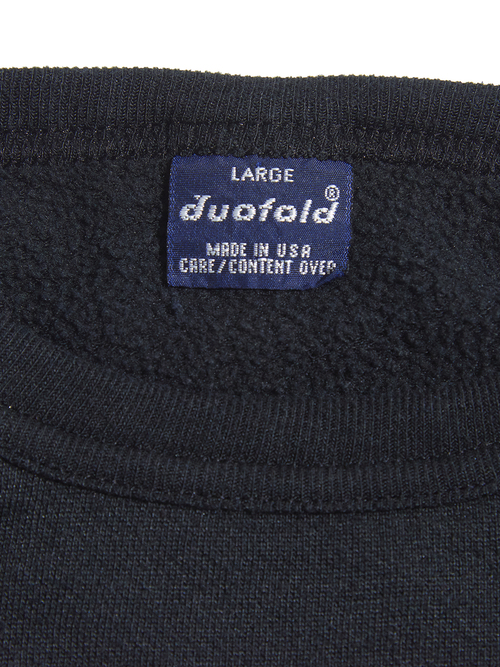 LARGE
duofold®
MADE IN USA
CARE/CONTENT OVER